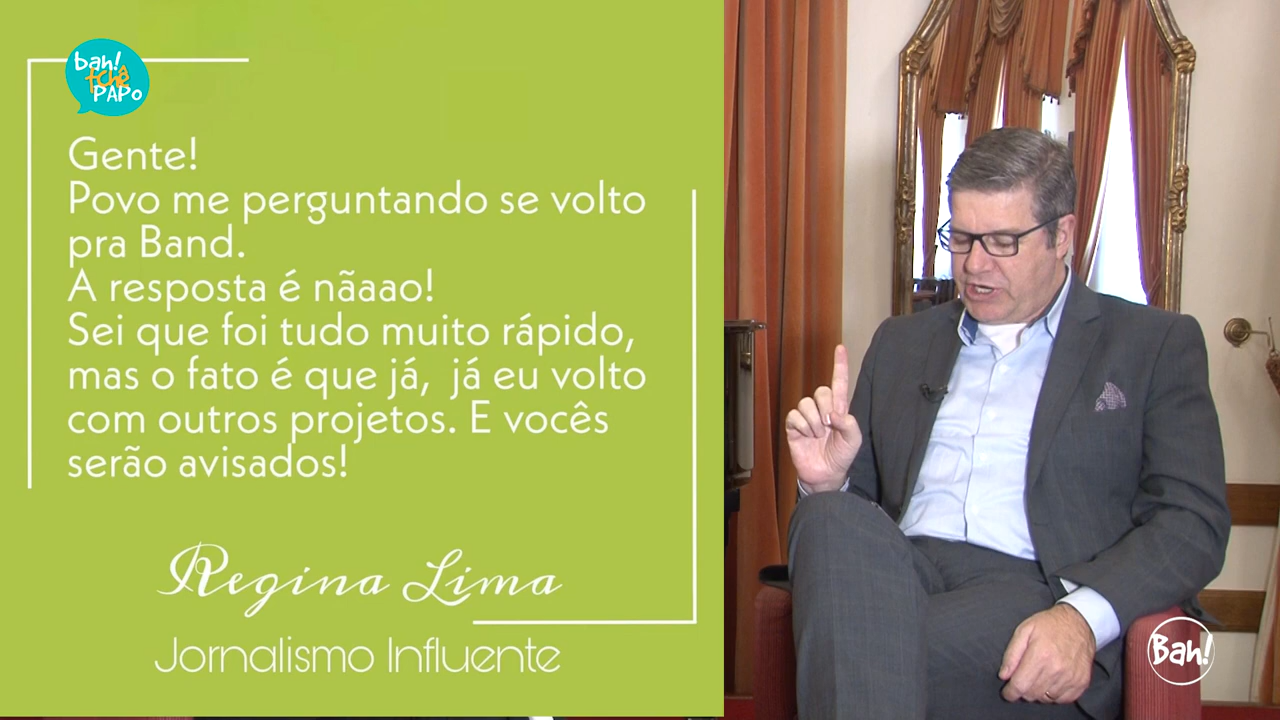 bah!
tchê
PAPo
Gente!
Povo me perguntando se volto
pra Band.
A resposta é nãaao!
Sei que foi tudo muito rápido,
mas o fato é que já, já eu volto
com outros projetos. E vocês
serão avisados!
Regina Lima
Jornalismo Influente
Bah!